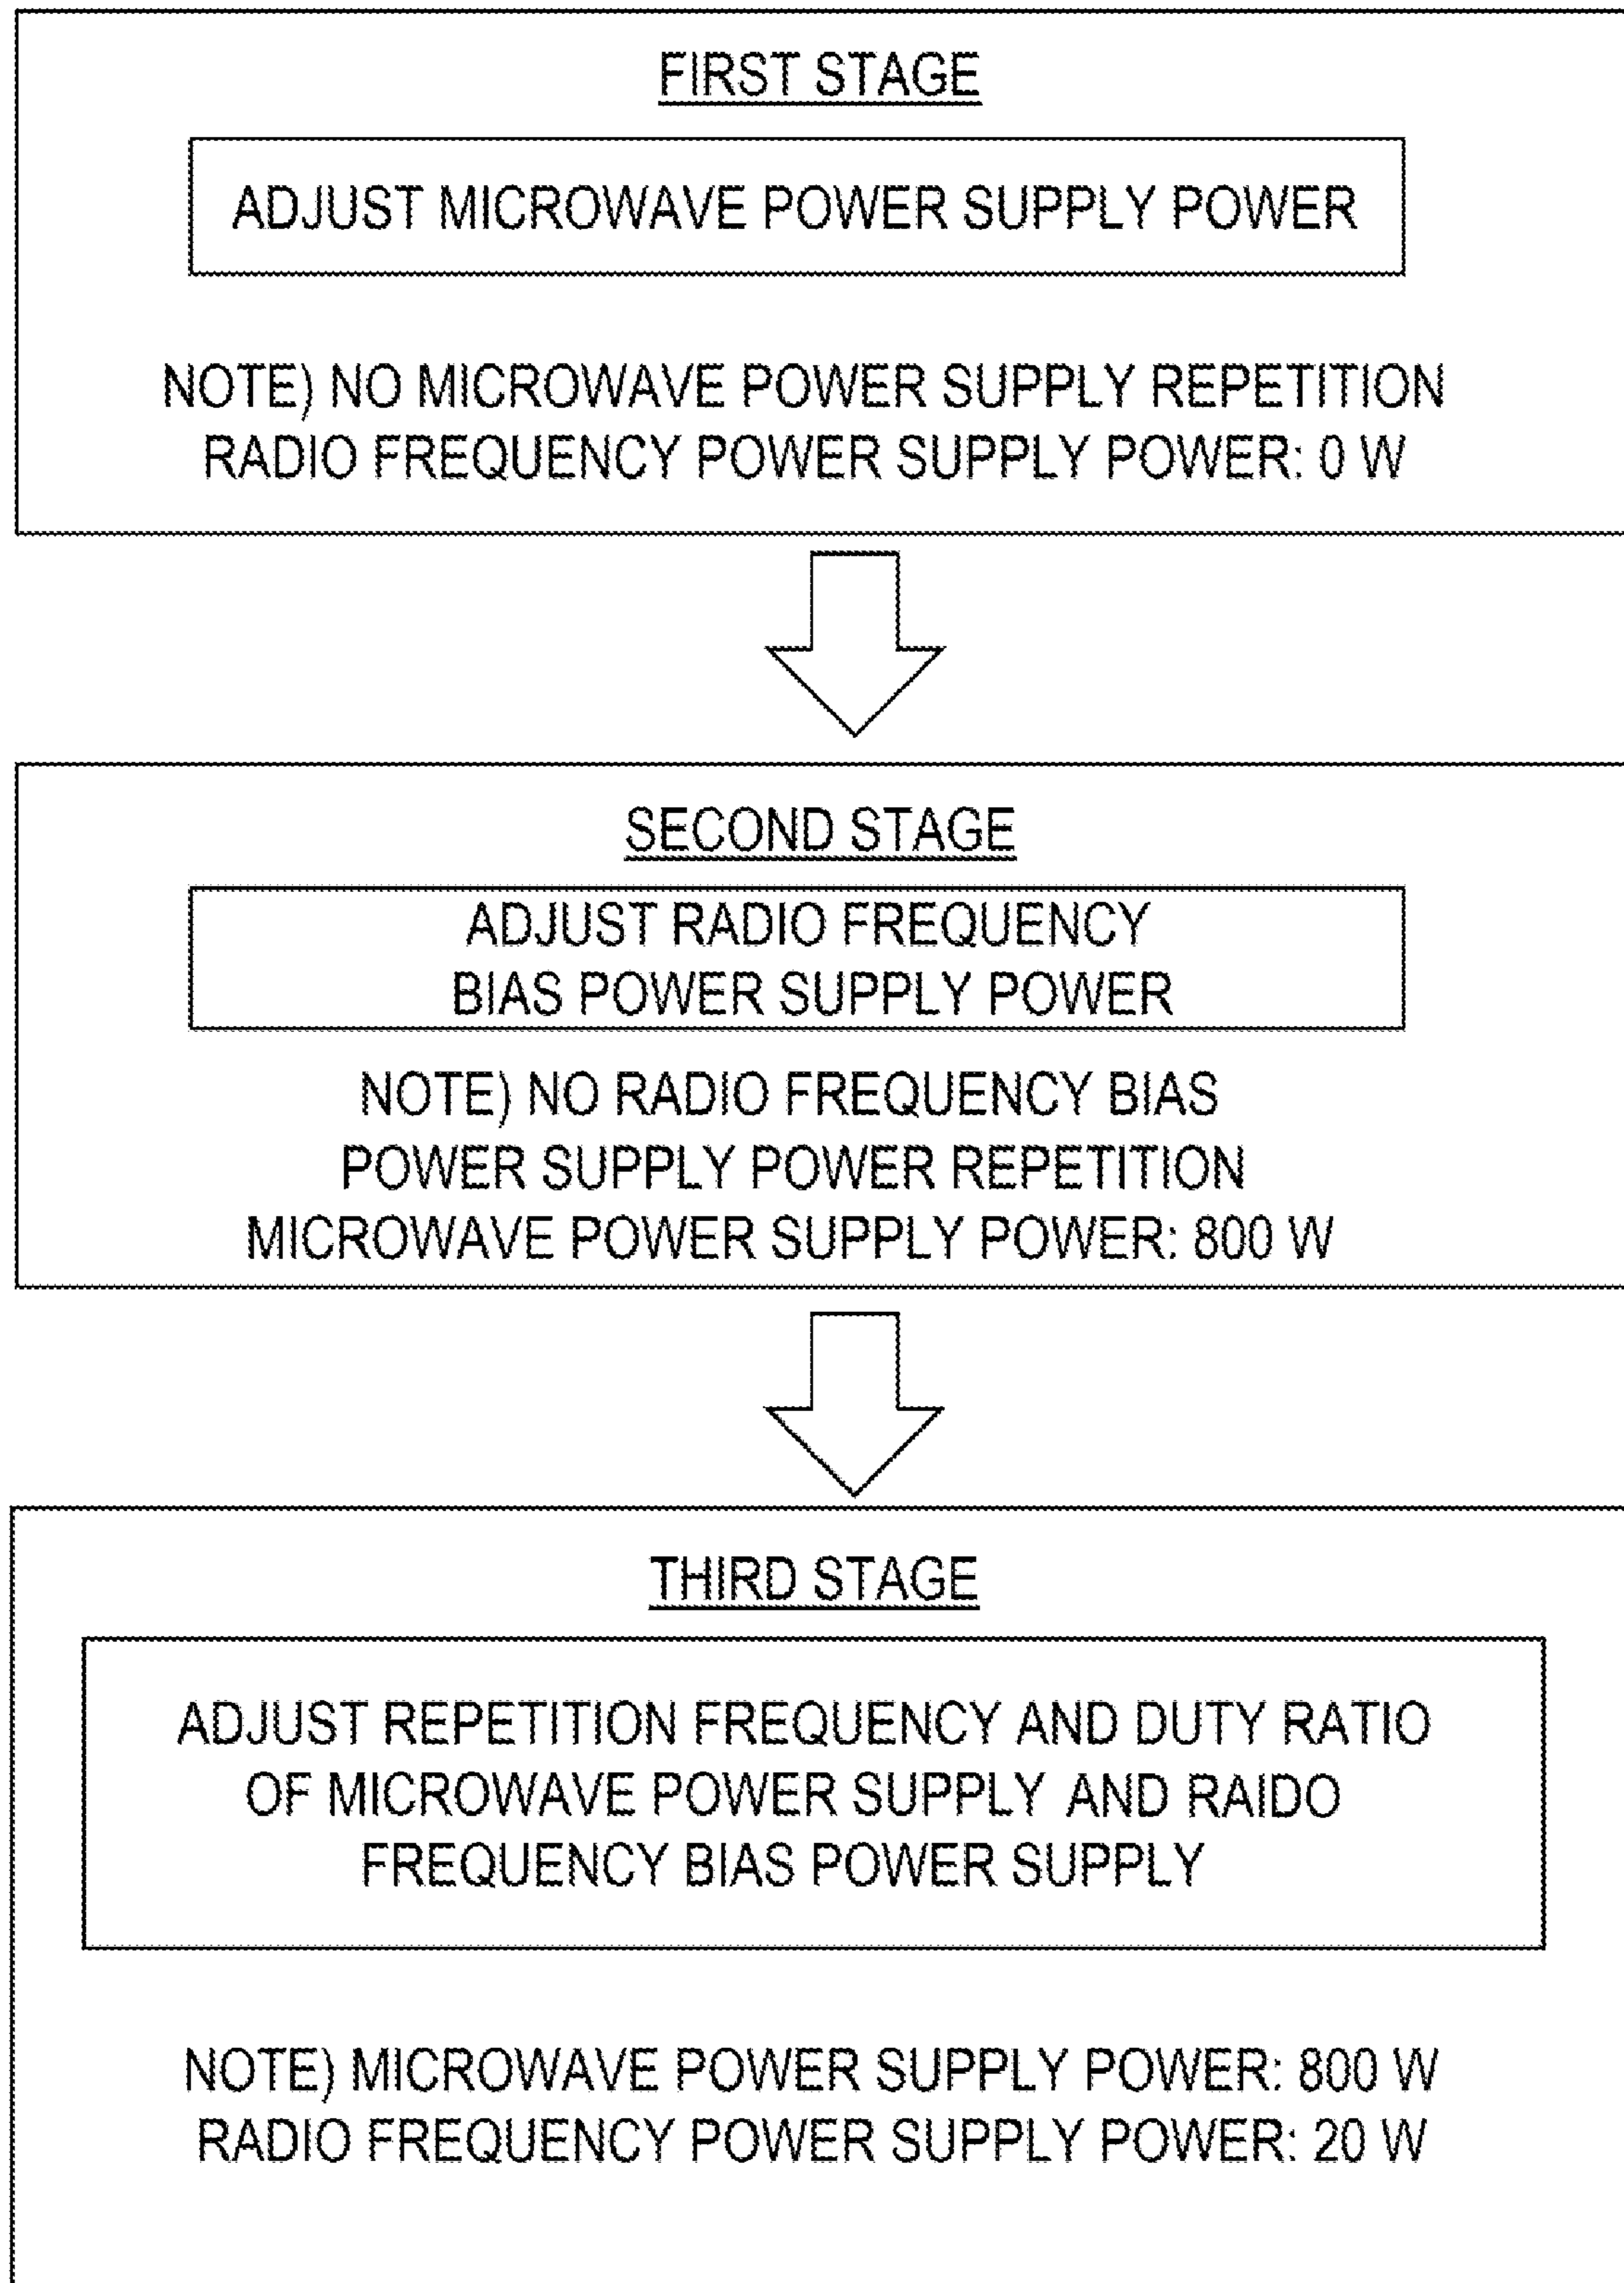 FIRST STAGE
ADJUST MICROWAVE POWER SUPPLY POWER
NOTE) NO MICROWAVE POWER SUPPLY REPETITION
RADIO FREQUENCY POWER SUPPLY POWER: 0 W
SECOND STAGE
ADJUST RADIO FREQUENCY
BIAS POWER SUPPLY POWER
NOTE) NO RADIO FREQUENCY BIAS
POWER SUPPLY POWER REPETITION
MICROWAVE POWER SUPPLY POWER: 800 W
THIRD STAGE
ADJUST REPETITION FREQUENCY AND DUTY RATIO
OF MICROWAVE POWER SUPPLY AND RAIDO
FREQUENCY BIAS POWER SUPPLY
NOTE) MICROWAVE POWER SUPPLY POWER: 800 W
RADIO FREQUENCY POWER SUPPLY POWER: 20 W